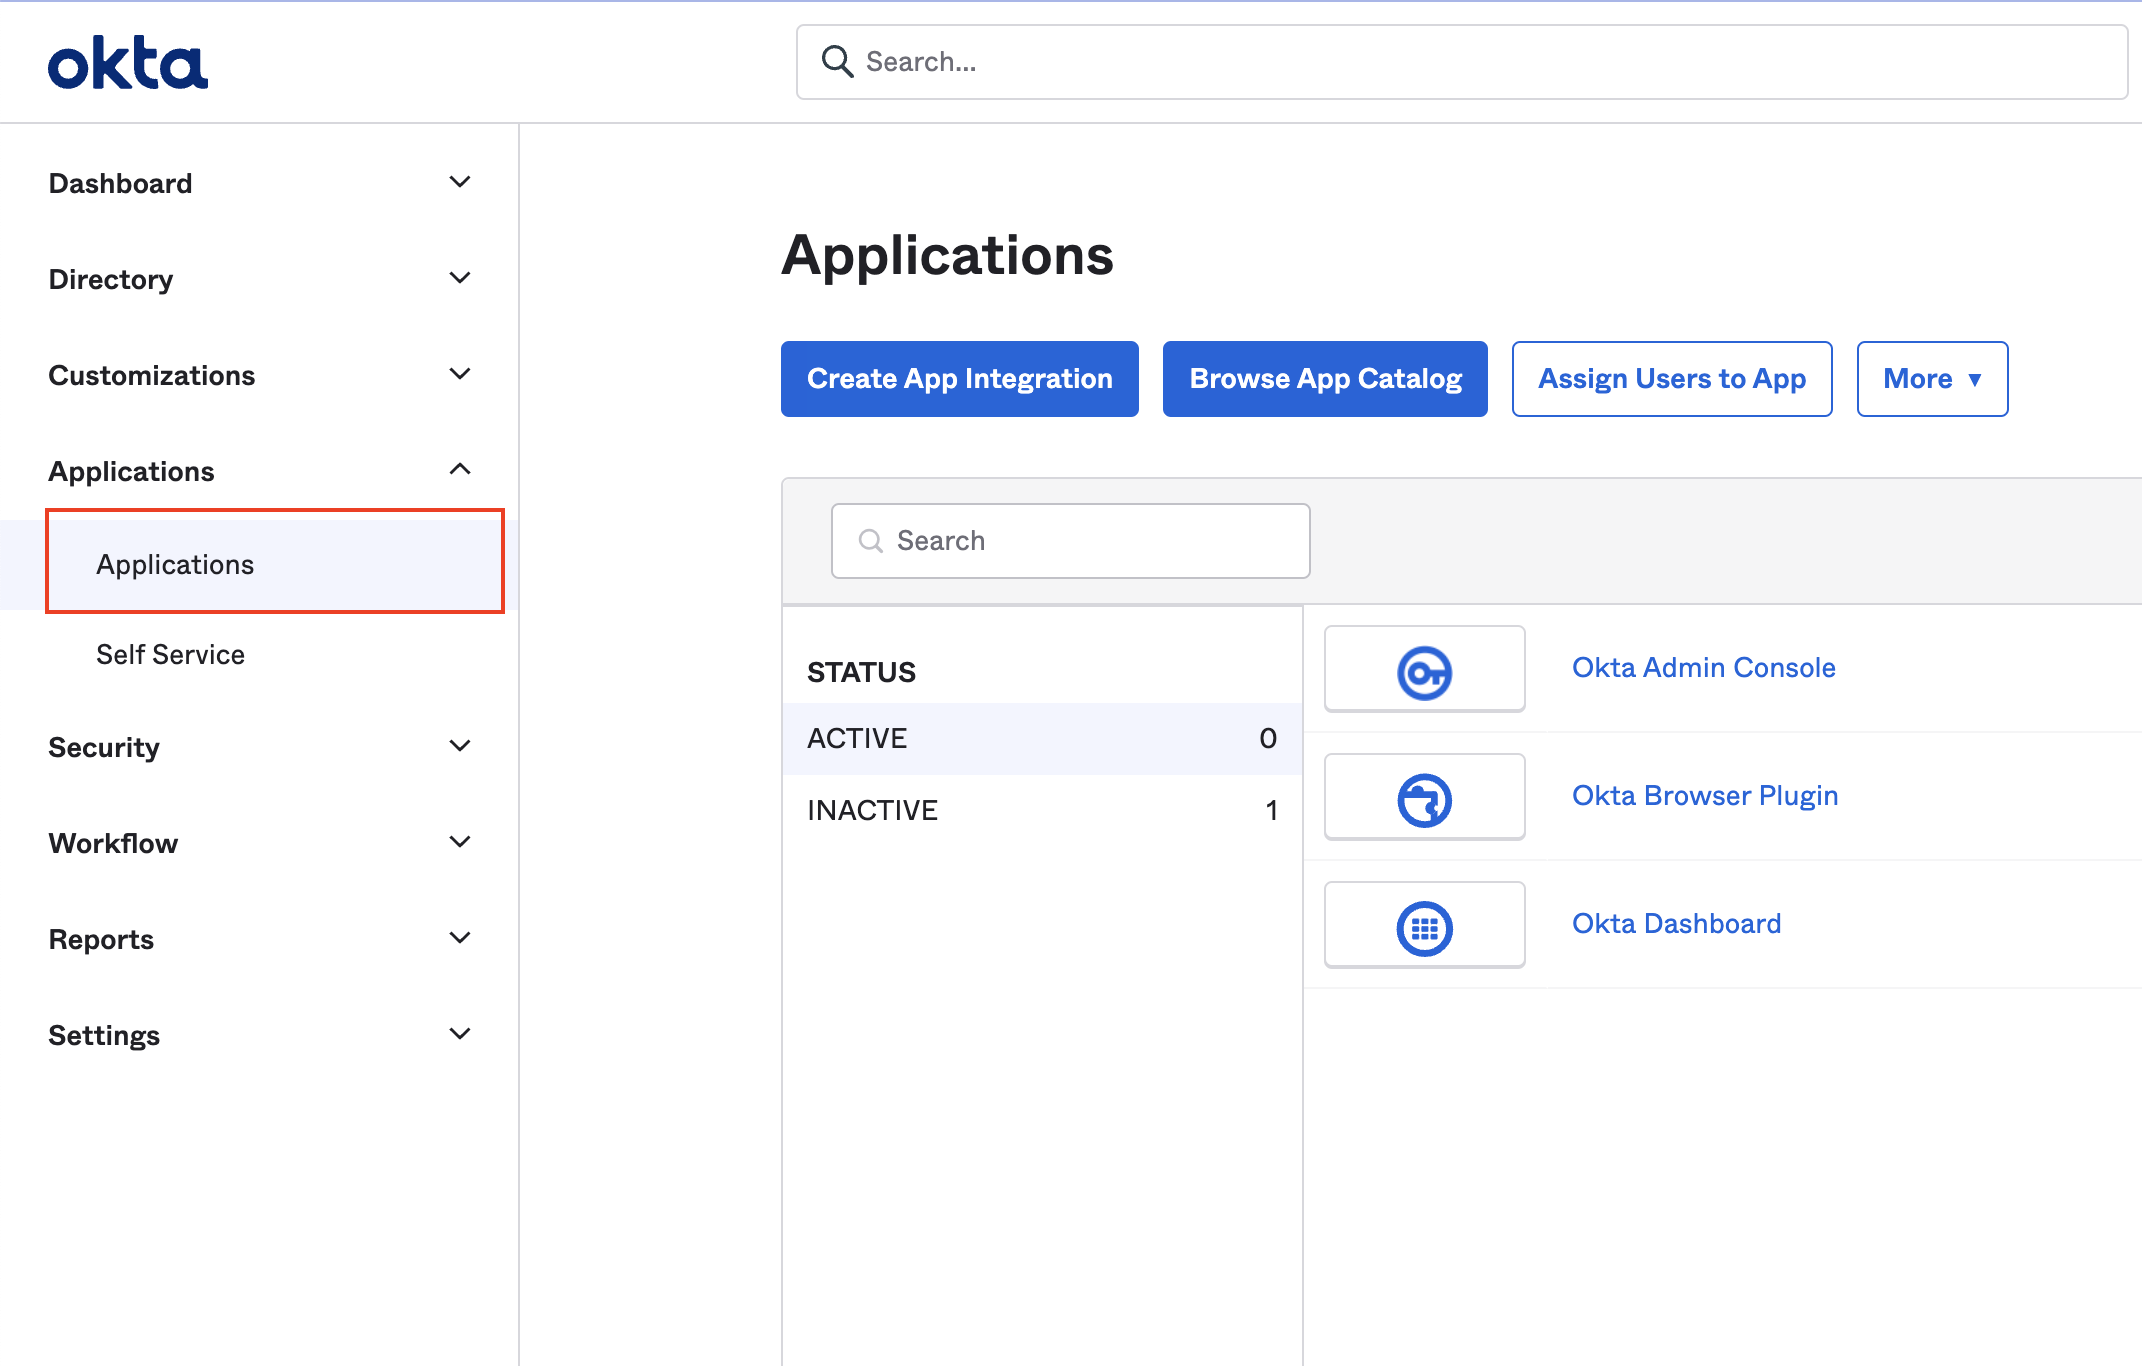 okta
Search...
Dashboard
Directory
Customizations
Applications
Applications
Self Service
Security
Workflow
Reports
Settings
Applications
Create App Integration
Browse App Catalog
Assign Users to App
More ▼
Search
STATUS
ACTIVE 0
INACTIVE 1
Okta Admin Console
Okta Browser Plugin
Okta Dashboard